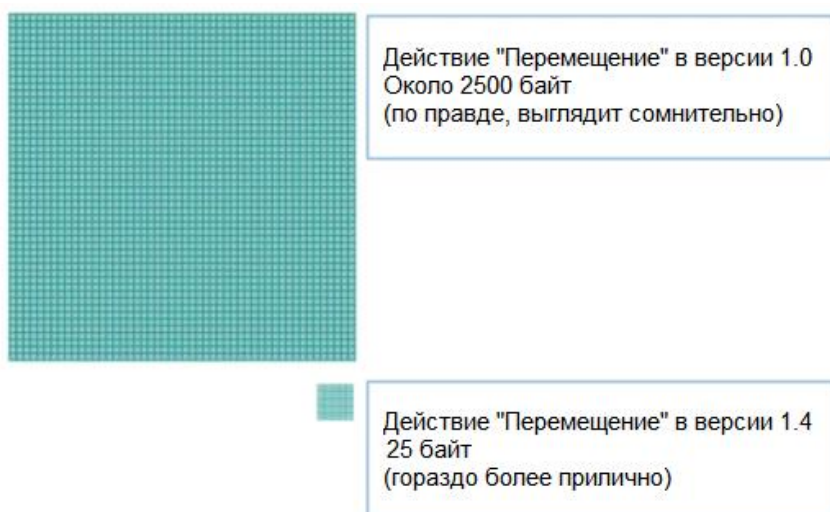 Действие "Перемещение" в версии 1.0
Около 2500 байт
(по правде, выглядит сомнительно)
Действие "Перемещение" в версии 1.4
25 байт
(гораздо более прилично)